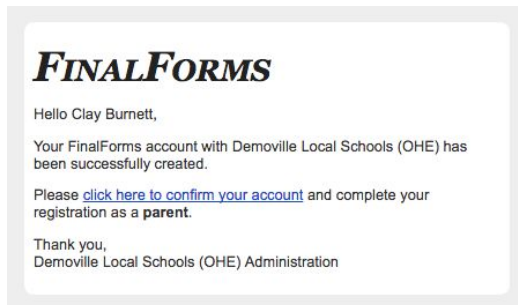 FINALFORMS
Hello Clay Burnett,
Your FinalForms account with Demoville Local Schools (OHE) has
been successfully created.
Please click here to confirm your account and complete your
registration as a parent.
Thank you,
Demoville Local Schools (OHE) Administration